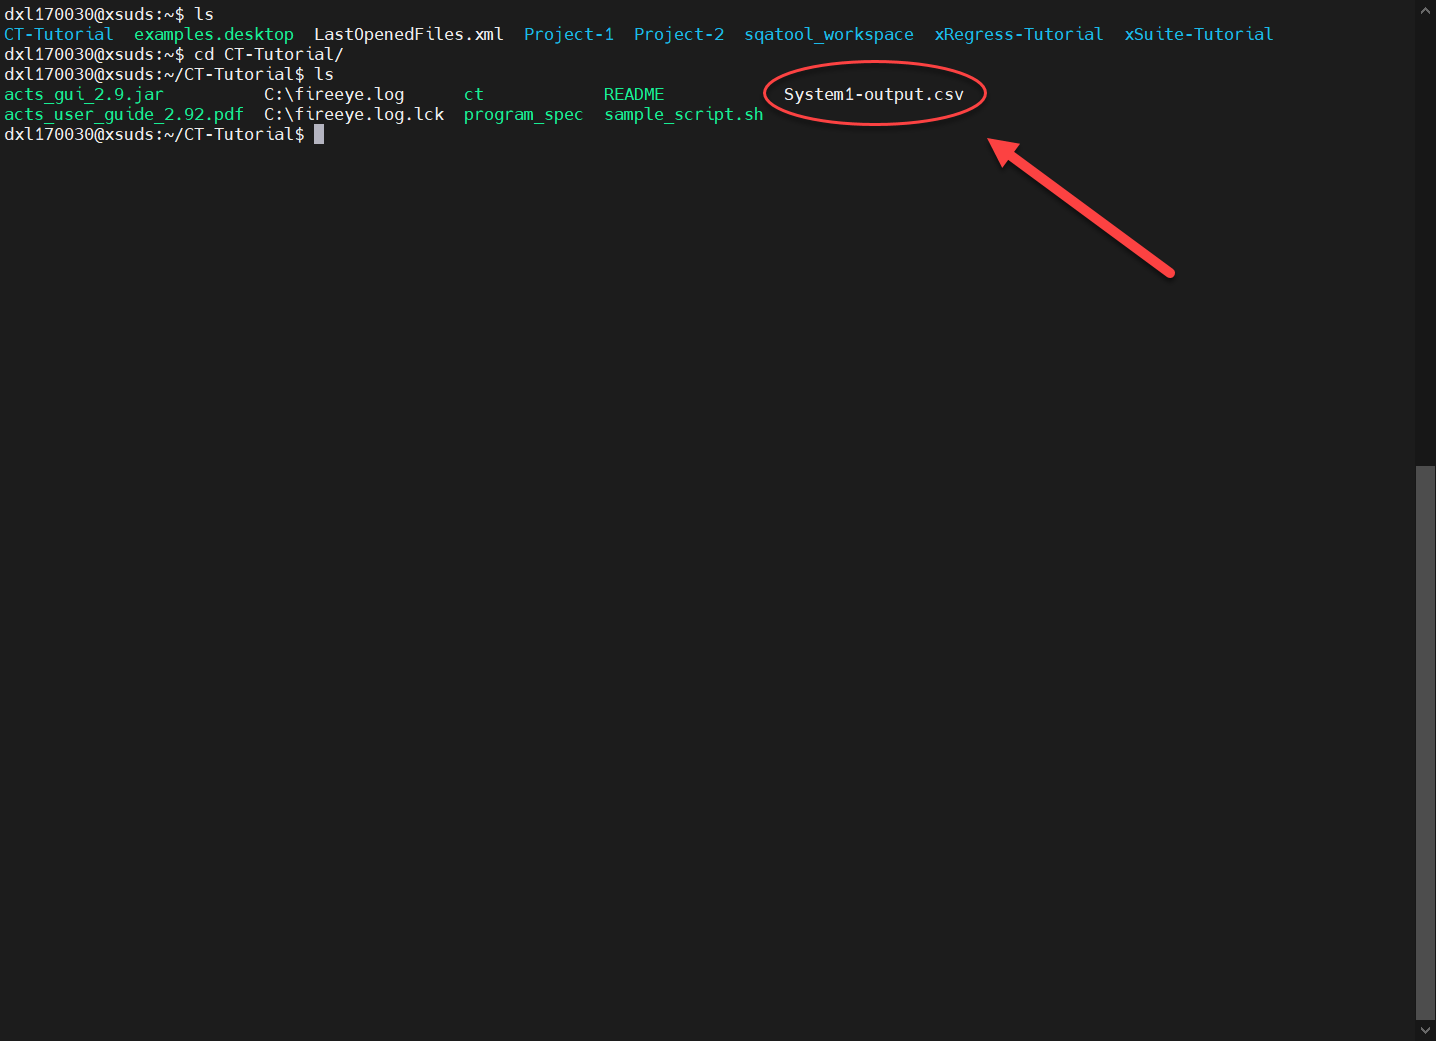 dxl170030@xsuds:~$ ls
CT-Tutorial examples.desktop LastOpenedFiles.xml Project-1 Project-2 sqatool_workspace xRegress-Tutorial xSuite-Tutorial
dxl170030@xsuds:~$ cd CT-Tutorial/
dxl170030@xsuds:~/CT-Tutorial$ ls
acts_gui_2.9.jar C:\fireeye.log ct README System1-output.csv
acts_user_guide_2.92.pdf C:\fireeye.log.lck program_spec sample_script.sh
dxl170030@xsuds:~/CT-Tutorial$